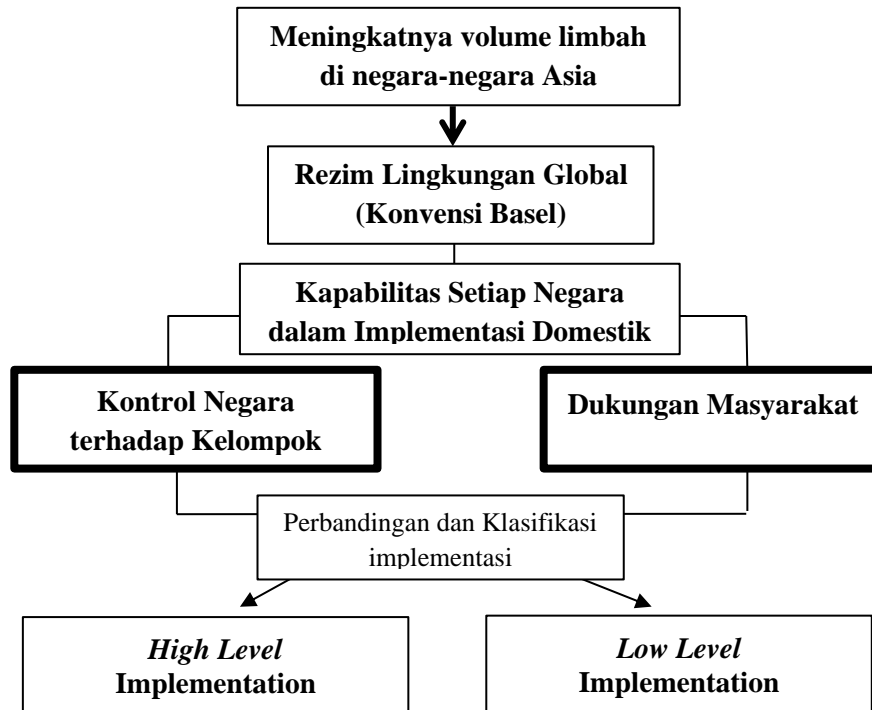 Meningkatnya volume limbah
di negara-negara Asia
Rezim Lingkungan Global
(Konvensi Basel)
Kapabilitas Setiap Negara
dalam Implementasi Domestik
Kontrol Negara
terhadap Kelompok
Dukungan Masyarakat
Perbandingan dan Klasifikasi
implementasi
High Level
Implementation
Low Level
Implementation